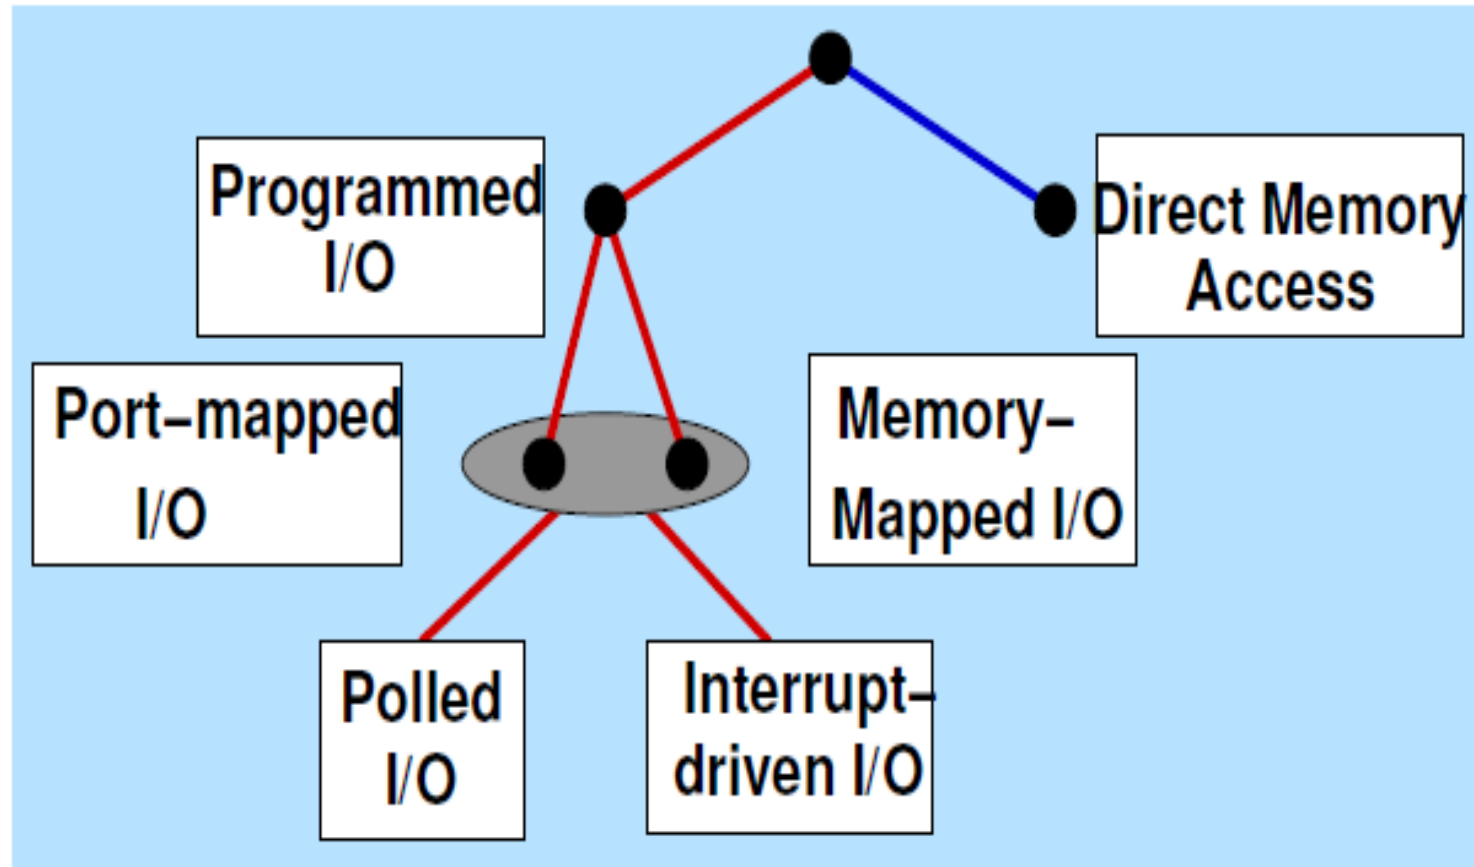 Programmed
I/O
Direct Memory
Access
Port-mapped
I/O
Memory-
Mapped I/O
Polled
I/O
Interrupt-
driven I/O